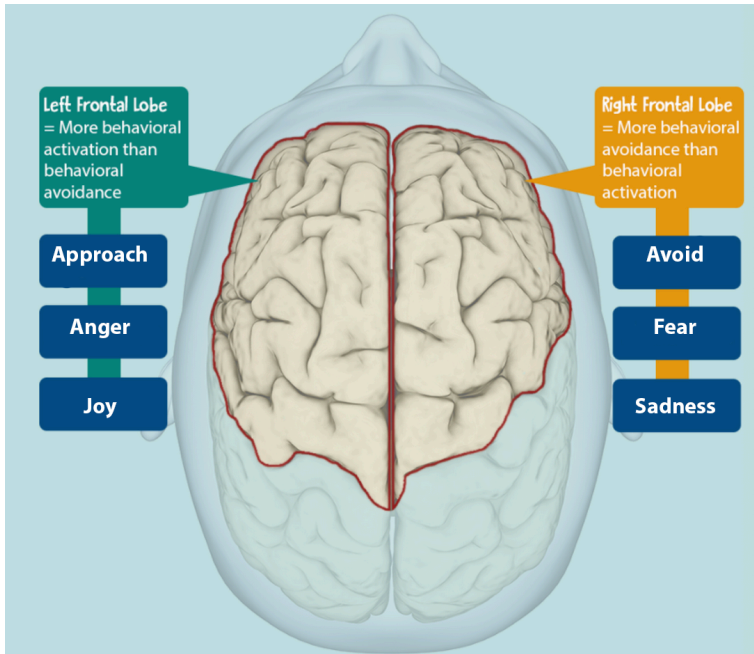 Left Frontal Lobe
= More behavioral
activation than
behavioral
avoidance
Approach
Anger
Joy
Right Frontal Lobe
= More behavioral
avoidance than
behavioral
activation
Avoid
Fear
Sadness